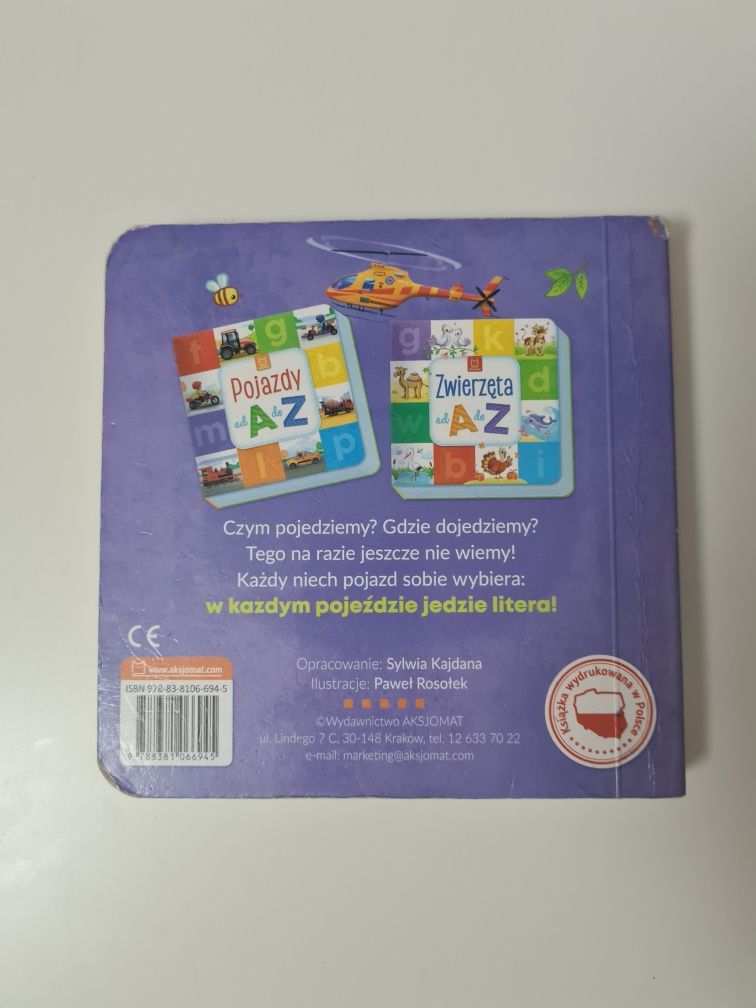 t
g
b
m
l
p
Pojazdy
od A do Z
g
k
d
w
b
Zwierzęta
od A do Z
Czym pojedziemy? Gdzie dojedziemy?
Tego na razie jeszcze nie wiemy!
Każdy niech pojazd sobie wybiera:
w każdym pojeździe jedzie litera!
CE
www.aksjomat.com
ISBN 978-83-8106-694-5
9 788381 066945
Opracowanie: Sylwia Kajdana
Ilustracje: Paweł Rosołek
©Wydawnictwo AKSJOMAT
ul. Lindego 7 C, 30-148 Kraków, tel. 12 633 70 22
e-mail: marketing@aksjomat.com
Książka wydrukowana w Polsce